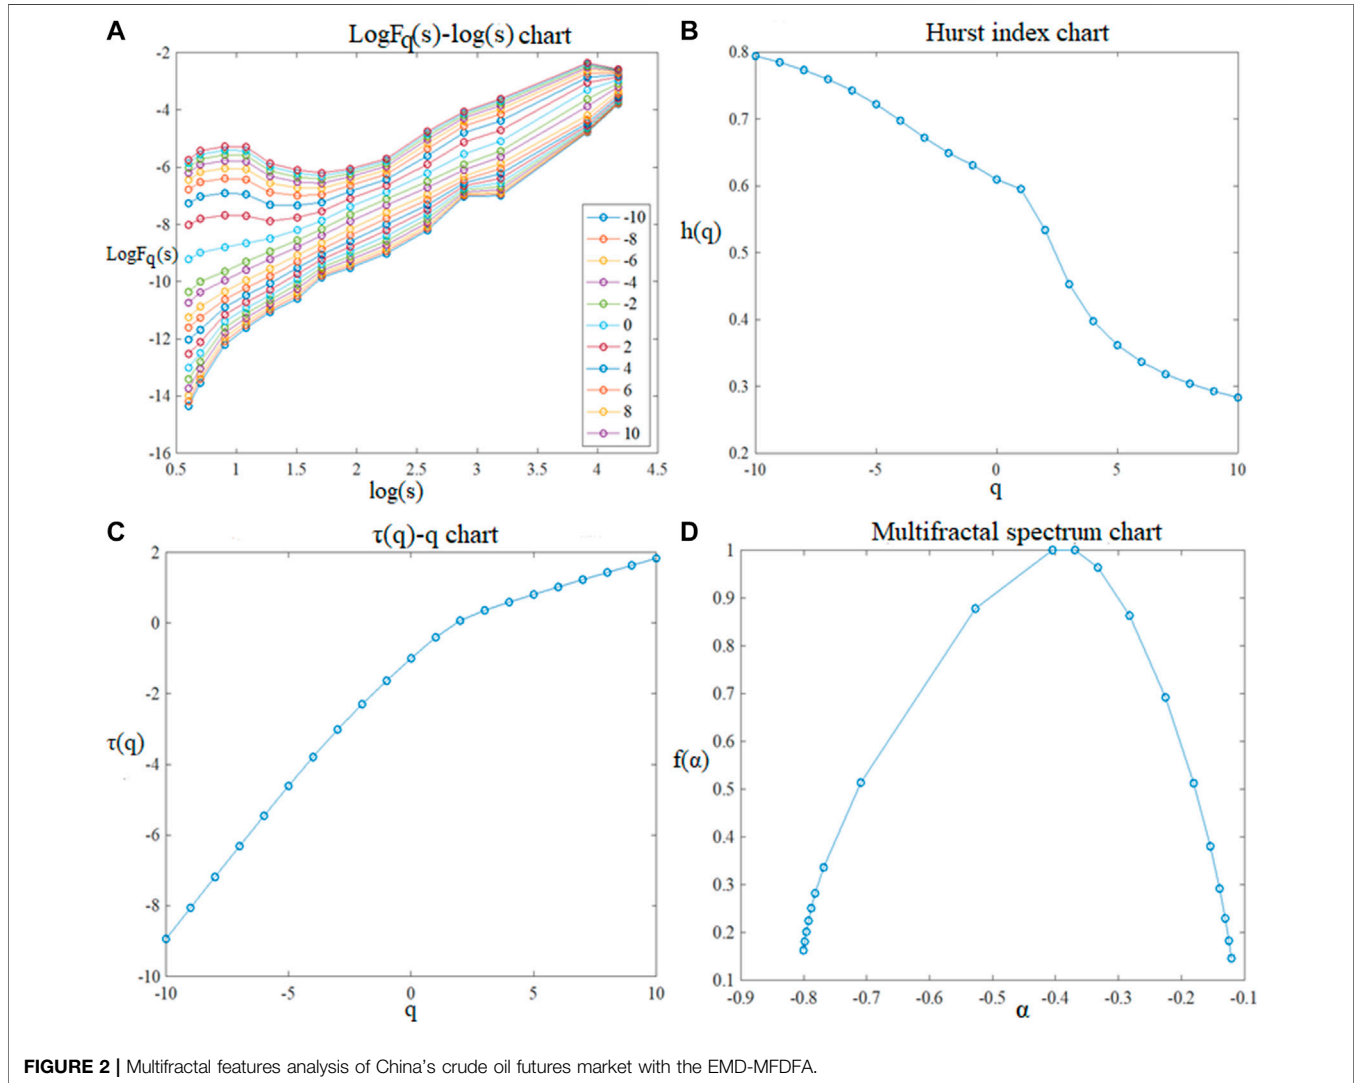 A
LogFq(s)-log(s) chart
-2
-4
-6
-8
-10
-12
-14
-16
LogFq(s)
0.5 1 1.5 2 2.5 3 3.5 4 4.5
log(s)
-10
-8
-6
-4
-2
0
2
4
6
8
10
B
Hurst index chart
0.8
0.7
0.6
0.5
0.4
0.3
0.2
h(q)
-10 -5 0 5 10
q
C
τ(q)-q chart
2
0
-2
-4
-6
-8
-10
τ(q)
-10 -5 0 5 10
q
D
Multifractal spectrum chart
1
0.9
0.8
0.7
0.6
0.5
0.4
0.3
0.2
0.1
f(α)
-0.9 -0.8 -0.7 -0.6 -0.5 -0.4 -0.3 -0.2 -0.1
α
FIGURE 2 | Multifractal features analysis of China's crude oil futures market with the EMD-MFDFA.